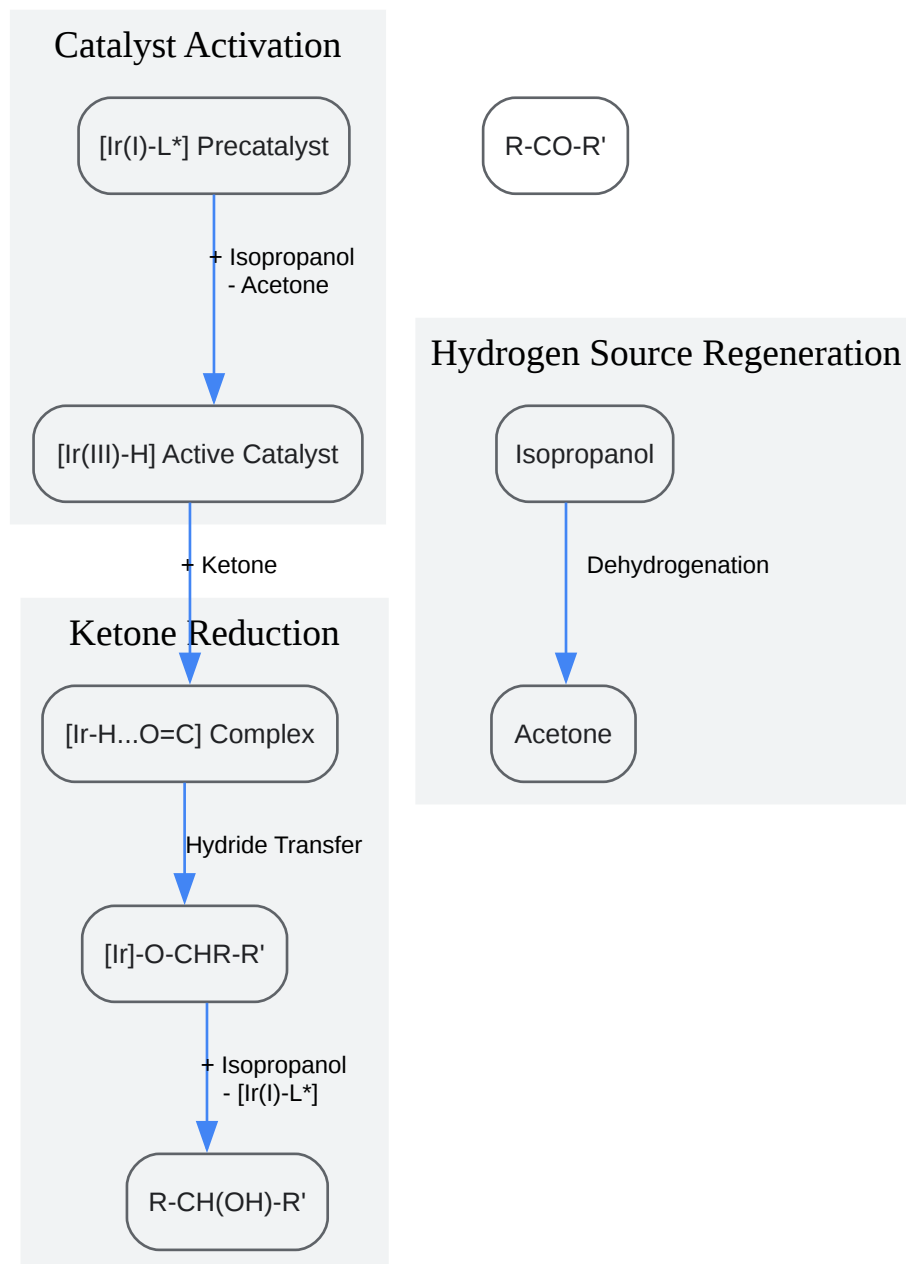 Catalyst Activation
[Ir(I)-L*] Precatalyst
R-CO-R'
+ Isopropanol
- Acetone
Hydrogen Source Regeneration
[Ir(III)-H] Active Catalyst
Isopropanol
+ Ketone
Dehydrogenation
Ketone Reduction
[Ir-H...O=C] Complex
Acetone
Hydride Transfer
[Ir]-O-CHR-R'
+ Isopropanol
- [Ir(I)-L*]
R-CH(OH)-R'